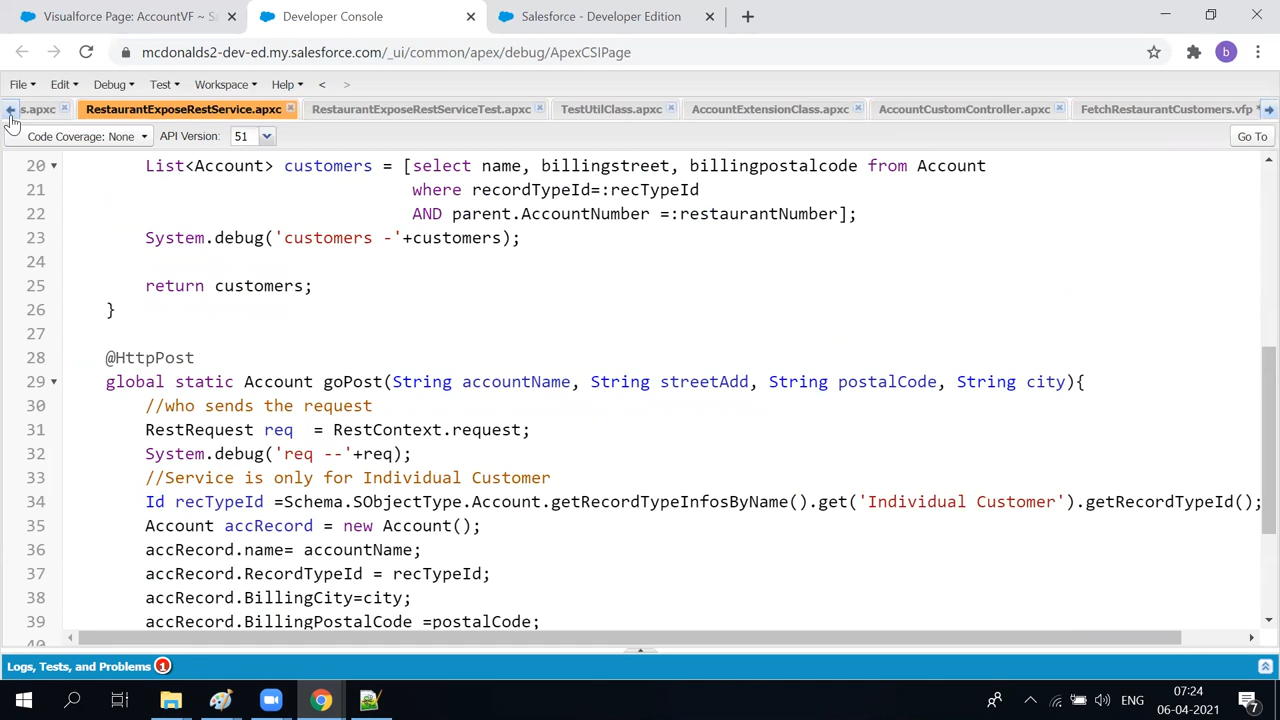 Visualforce Page: AccountVF ~ S
Developer Console
Salesforce - Developer Edition
mcdonalds2-dev-ed.my.salesforce.com/_ui/common/apex/debug/ApexCSIPage
b
File Edit Debug Test Workspace Help < >
s.apxc RestaurantExposeRestService.apxc RestaurantExposeRestServiceTest.apxc TestUtilClass.apxc AccountExtensionClass.apxc AccountCustomController.apxc FetchRestaurantCustomers.vfp *
Code Coverage: None API Version: 51 Go To
20 List<Account> customers = [select name, billingstreet, billingpostalcode from Account
21 where recordTypeId=:recTypeId
22 AND parent.AccountNumber =:restaurantNumber];
23 System.debug('customers -'+customers);
24
25 return customers;
26 }
27
28 @HttpPost
29 global static Account goPost(String accountName, String streetAdd, String postalCode, String city){
30 //who sends the request
31 RestRequest req  = RestContext.request;
32 System.debug('req --'+req);
33 //Service is only for Individual Customer
34 Id recTypeId =Schema.SObjectType.Account.getRecordTypeInfosByName().get('Individual Customer').getRecordTypeId();
35 Account accRecord = new Account();
36 accRecord.name= accountName;
37 accRecord.RecordTypeId = recTypeId;
38 accRecord.BillingCity=city;
39 accRecord.BillingPostalCode =postalCode;
40
Logs, Tests, and Problems 1
ENG
07:24
06-04-2021
7